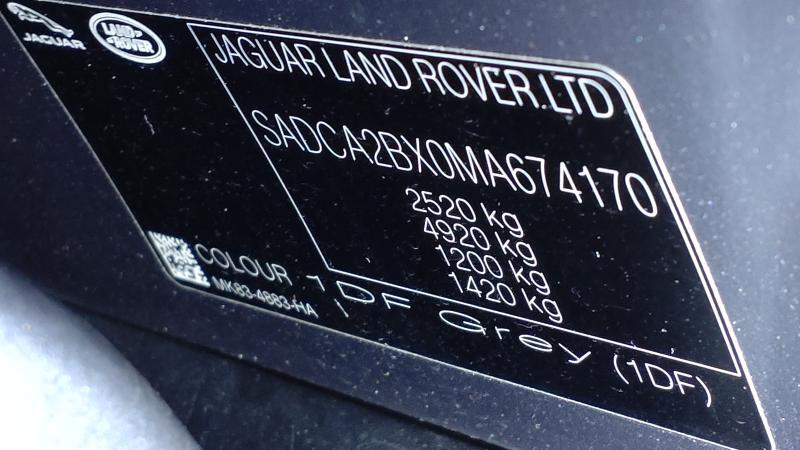 JAGUAR
LAND
ROVER
JAGUAR LAND ROVER.LTD
SADCA2BX0MA674170
2520 kg
4920 kg
1200 kg
1420 kg
COLOUR 1DF Grey (1DF)
MK83-4883-HA